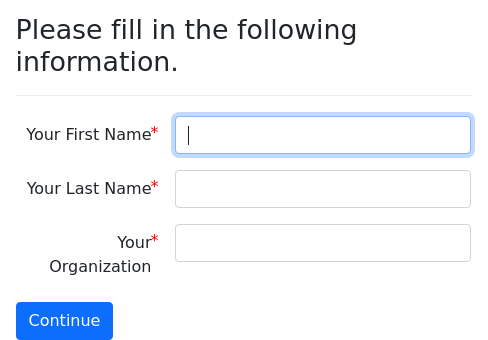 Please fill in the following
information.
Your First Name*
Your Last Name*
Your*
Organization
Continue